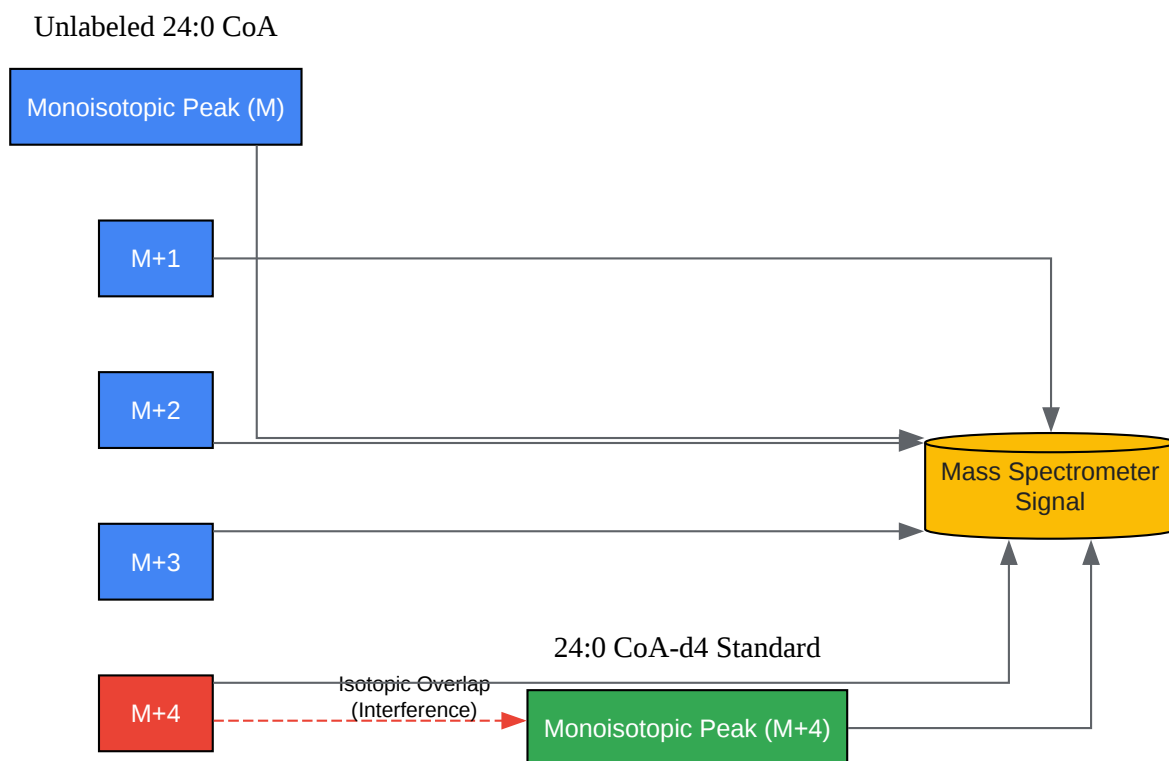 Unlabeled 24:0 CoA
Monoisotopic Peak (M)
M+1
M+2
Mass Spectrometer
Signal
M+3
24:0 CoA-d4 Standard
M+4
Isotopic Overlap
(Interference)
Monoisotopic Peak (M+4)